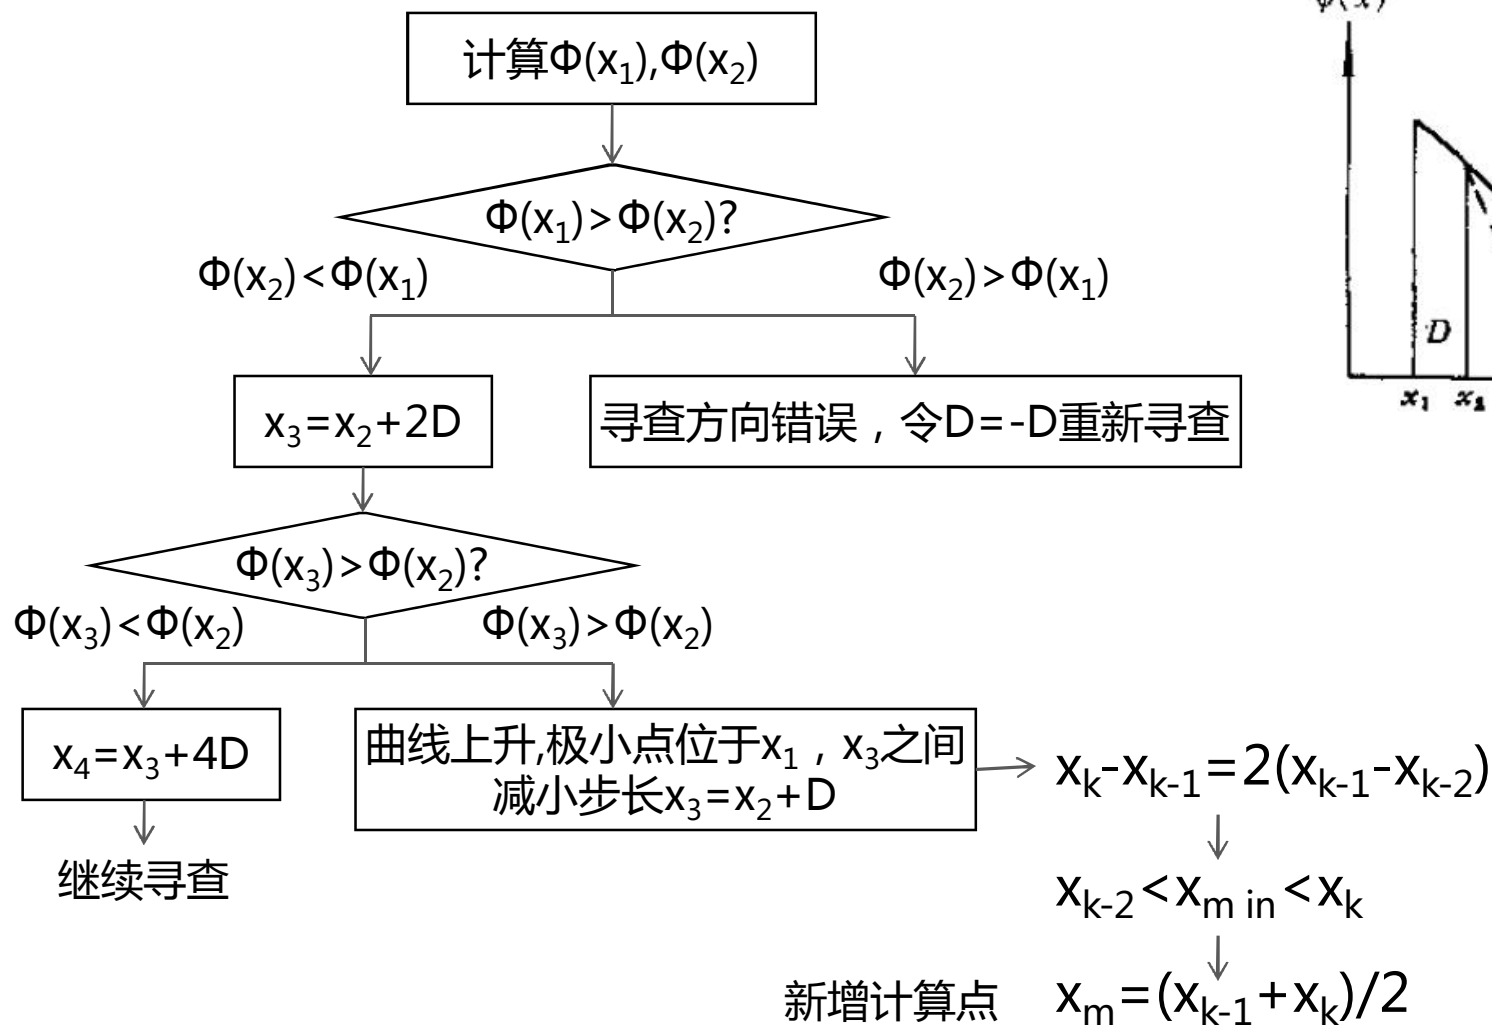 计算Φ(x₁),Φ(x₂)
Φ(x₁)>Φ(x₂)?
Φ(x₂)<Φ(x₁)
Φ(x₂)>Φ(x₁)
x₃=x₂+2D
寻查方向错误，令D=-D重新寻查
Φ(x₃)>Φ(x₂)?
Φ(x₃)<Φ(x₂)
Φ(x₃)>Φ(x₂)
x₄=x₃+4D
曲线上升,极小点位于x₁，x₃之间
减小步长x₃=x₂+D
继续寻查
xₖ-xₖ₋₁=2(xₖ₋₁-xₖ₋₂)
xₖ₋₂<xₘ ᵢₙ<xₖ
新增计算点 xₘ=(xₖ₋₁+xₖ)/2
D
x₁ x₂